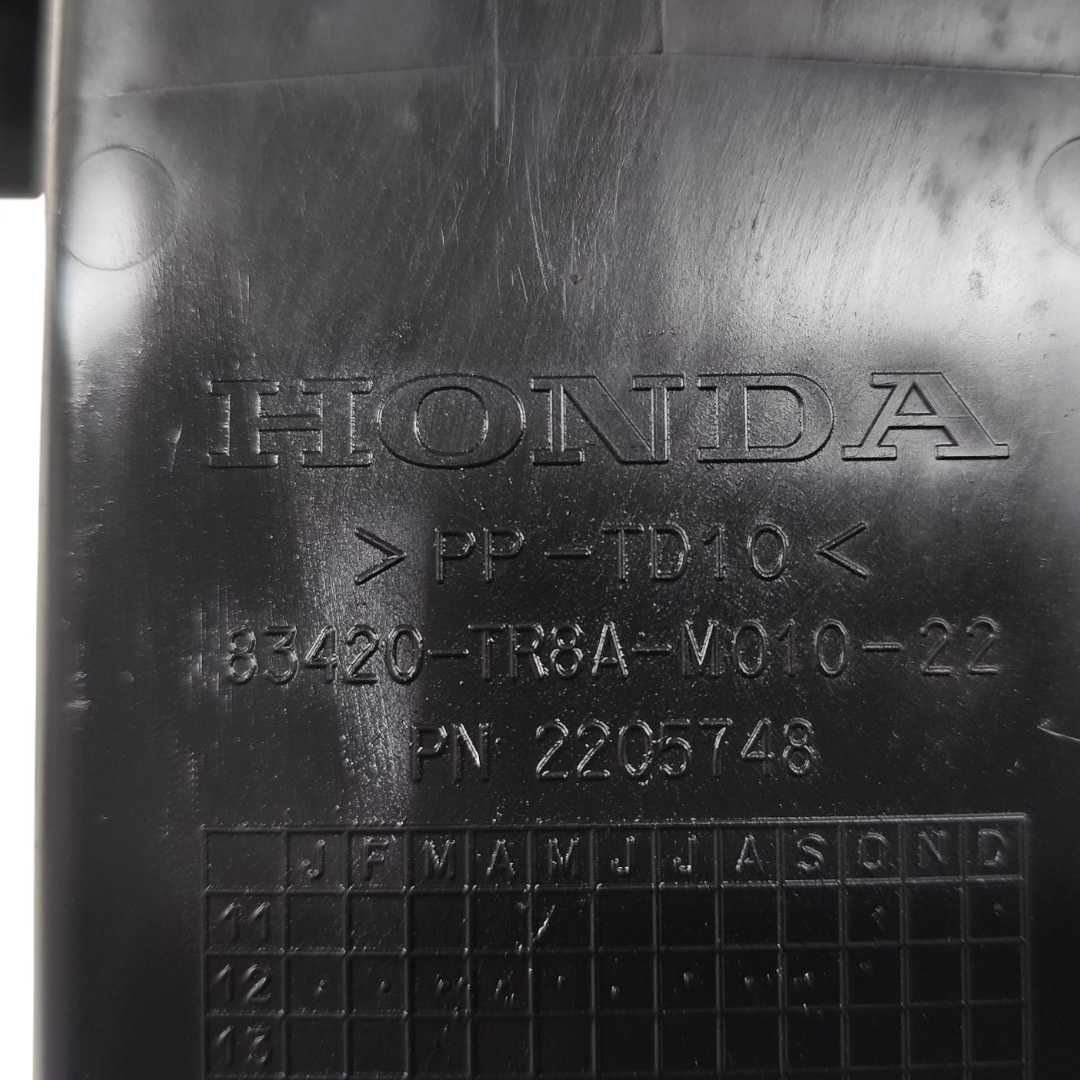 HONDA
>PP-TD10<
83420-TR8A-M010-22
PN 2205748
J F M A M J J A S O N D
11
12
13